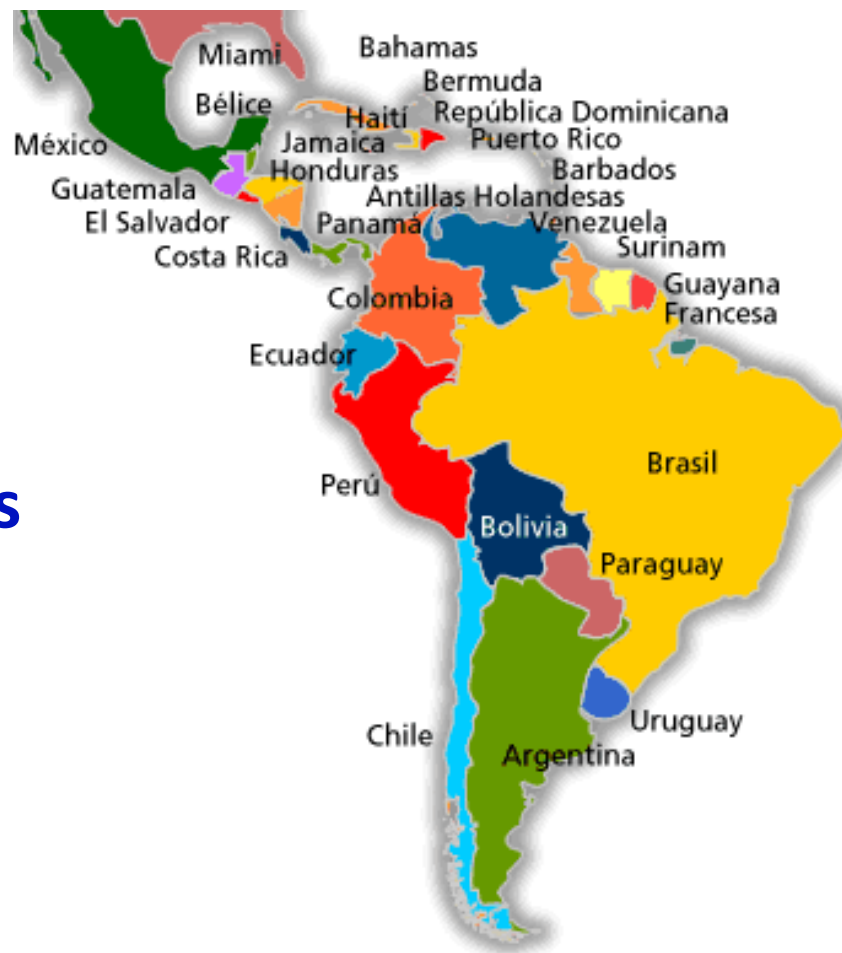 Miami
Bahamas
Bermuda
Bélice
Haití
República Dominicana
México
Jamaica
Puerto Rico
Honduras
Barbados
Guatemala
Antillas Holandesas
El Salvador
Panamá
Venezuela
Costa Rica
Surinam
Colombia
Guayana
Francesa
Ecuador
Brasil
Perú
s
Bolivia
Paraguay
Uruguay
Chile
Argentina